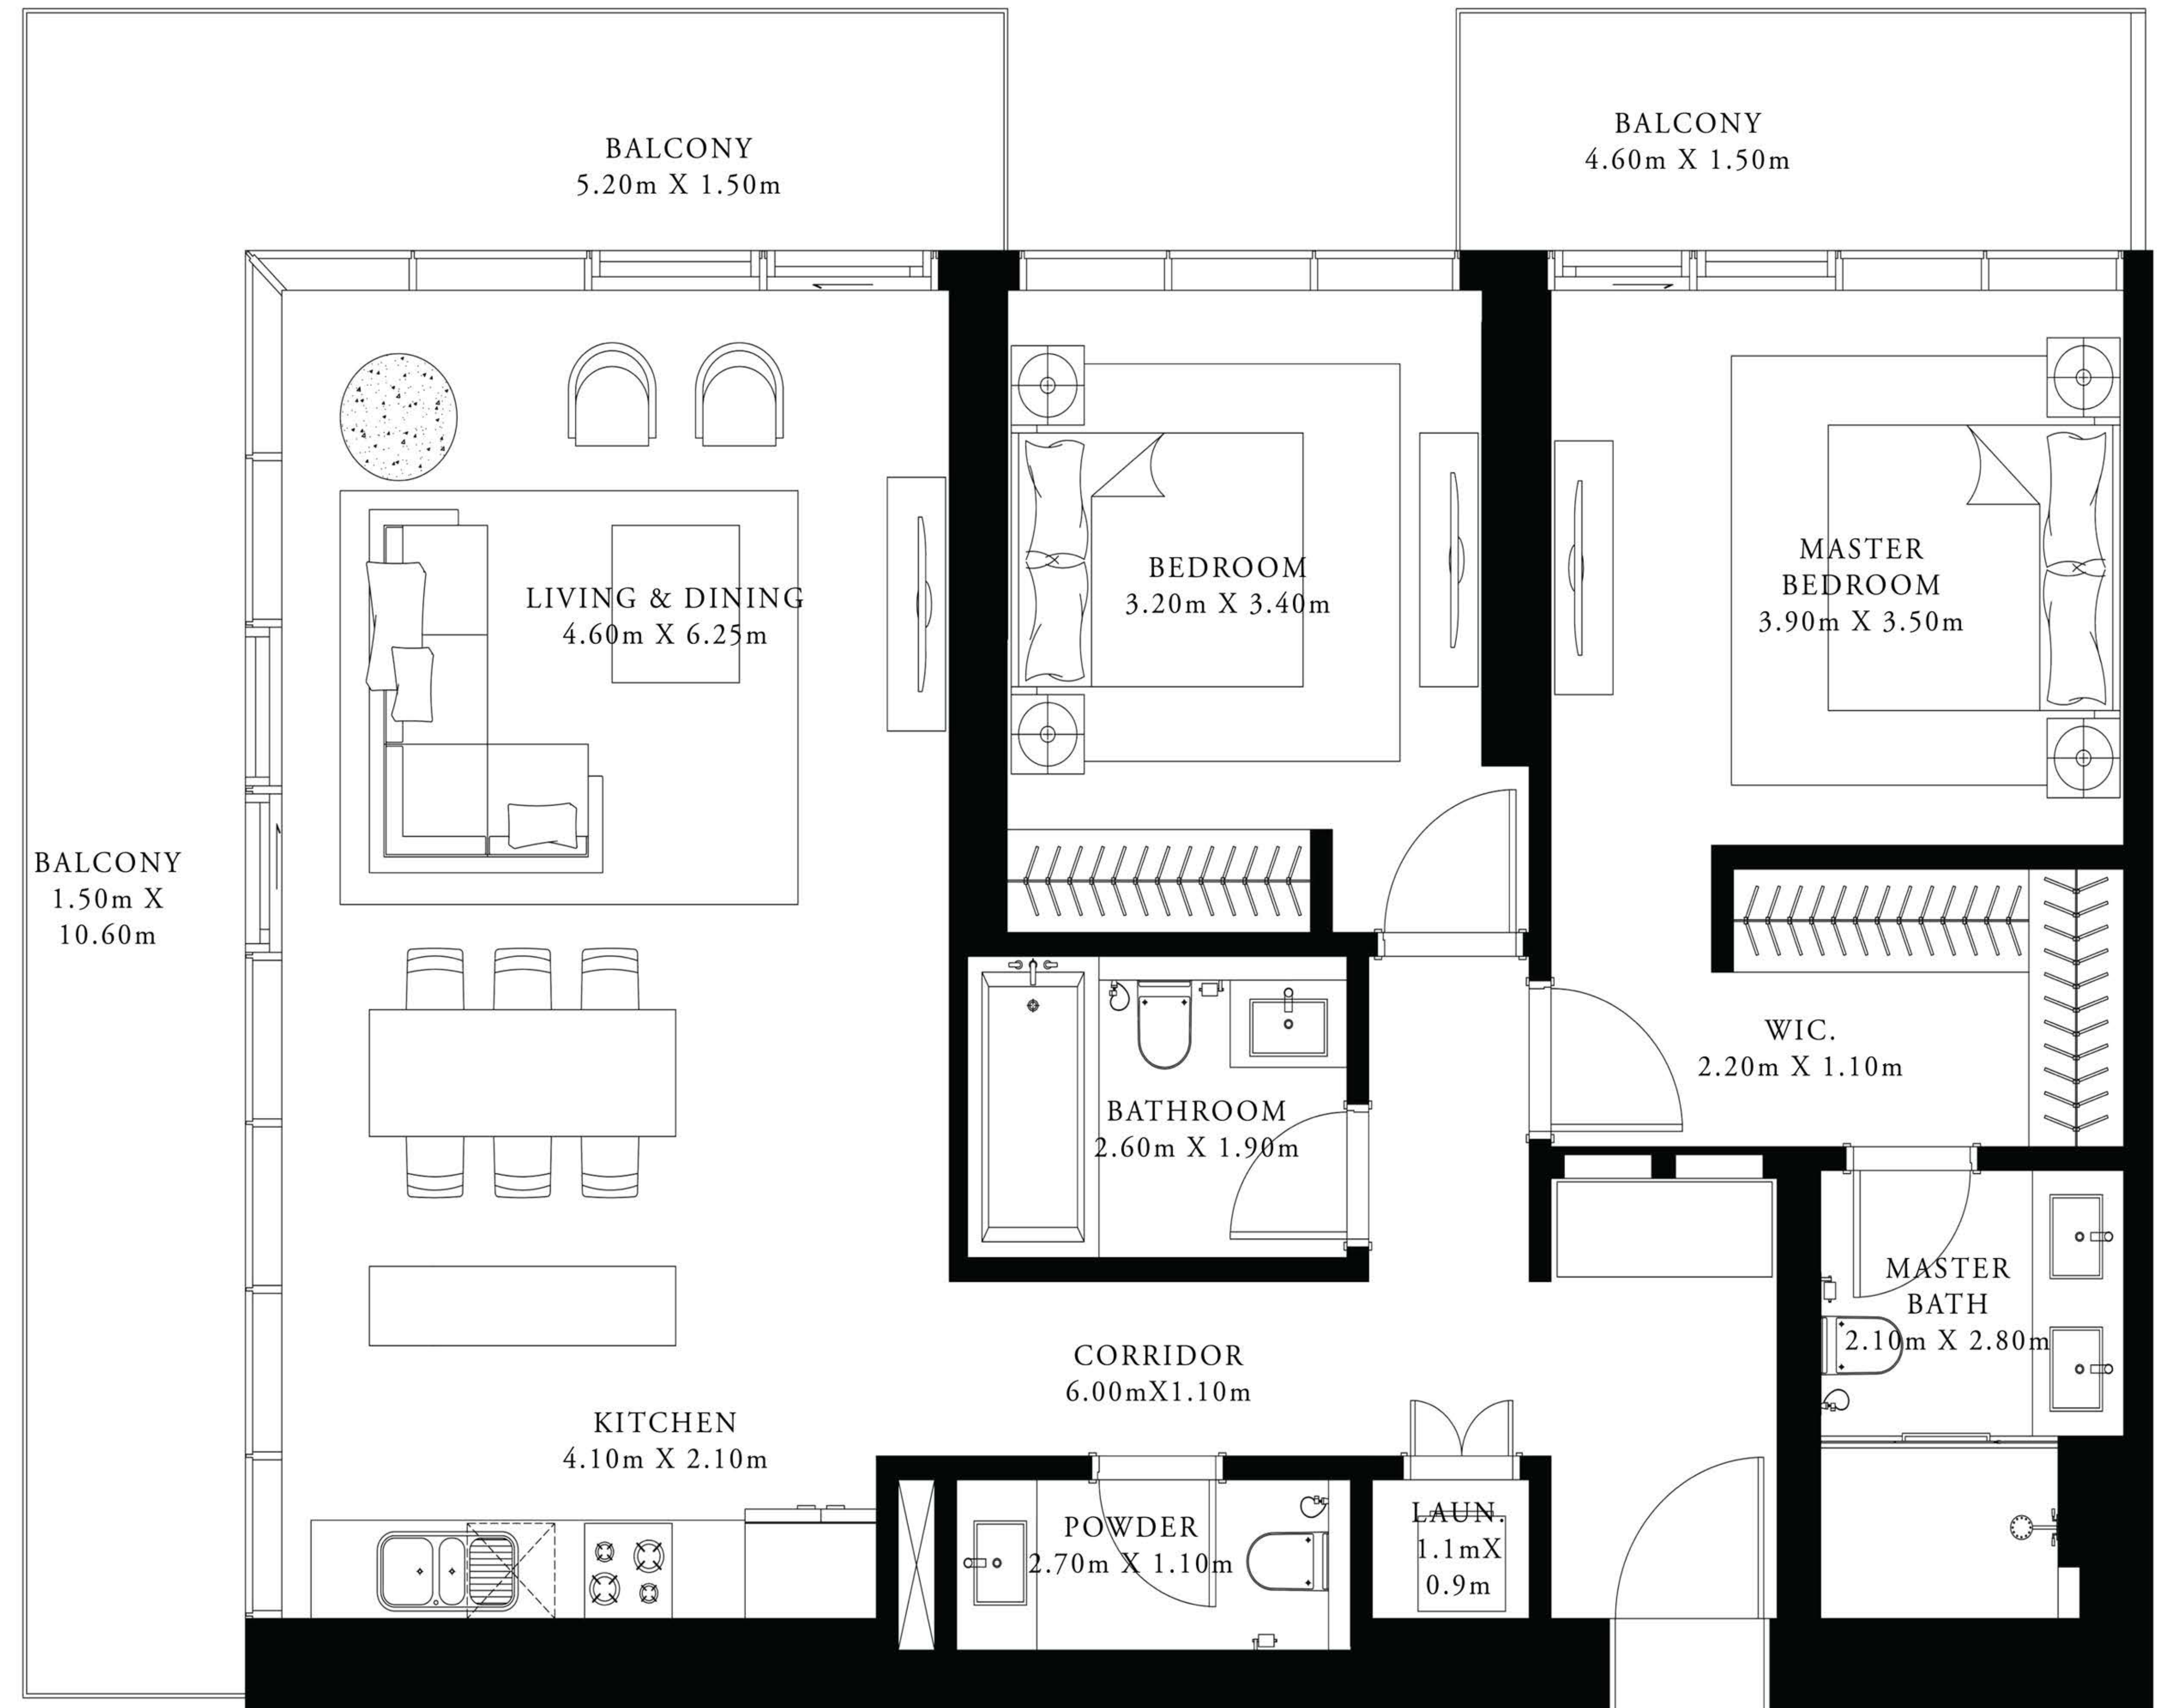 BALCONY
5.20m X 1.50m
BALCONY
4.60m X 1.50m
LIVING & DINING
4.60m X 6.25m
BEDROOM
3.20m X 3.40m
MASTER
BEDROOM
3.90m X 3.50m
BALCONY
1.50m X
10.60m
WIC.
2.20m X 1.10m
BATHROOM
2.60m X 1.90m
MASTER
BATH
2.10m X 2.80m
CORRIDOR
6.00mX1.10m
KITCHEN
4.10m X 2.10m
POWDER
2.70m X 1.10m
LAUN.
1.1mX
0.9m